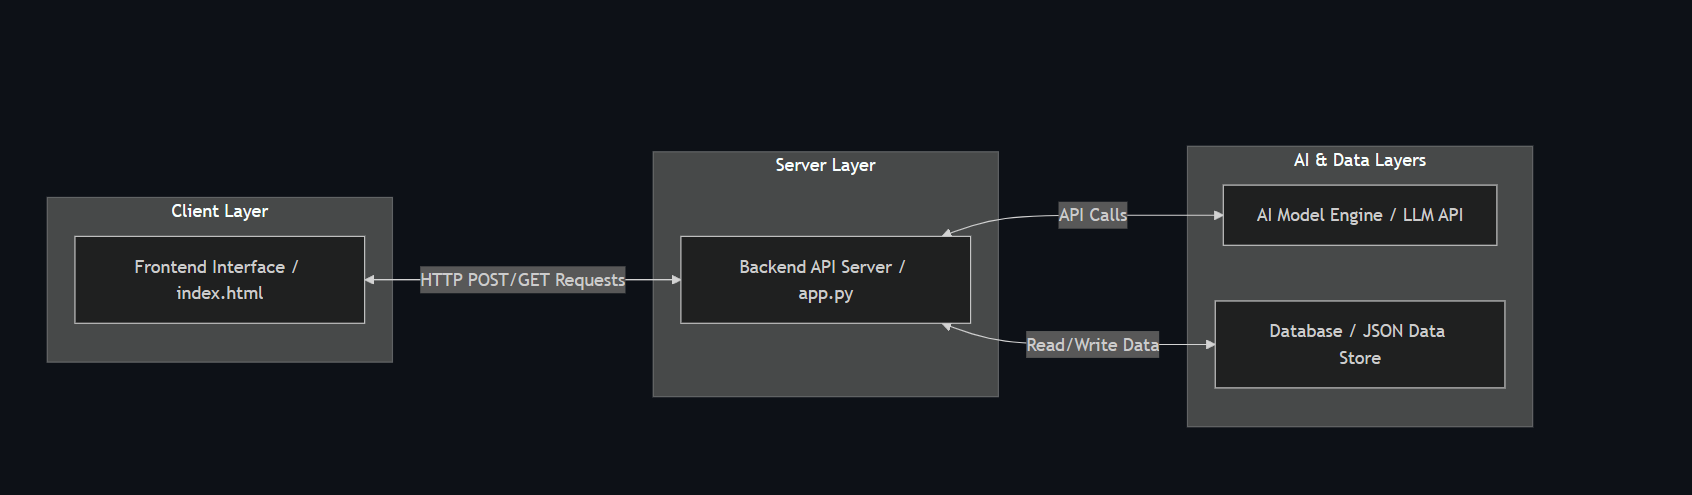 Client Layer
Frontend Interface /
index.html
HTTP POST/GET Requests
Server Layer
Backend API Server /
app.py
API Calls
Read/Write Data
AI & Data Layers
AI Model Engine / LLM API
Database / JSON Data
Store